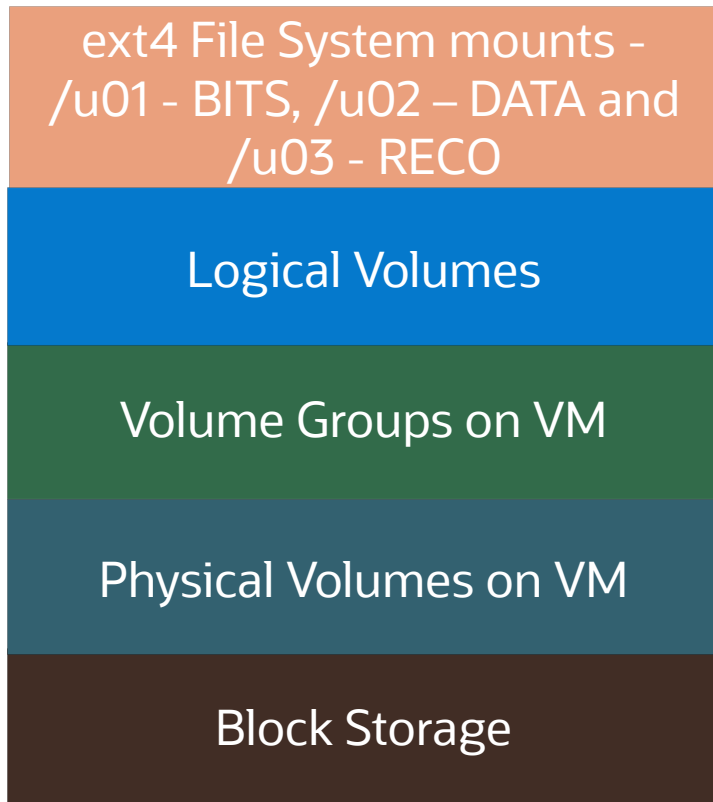 ext4 File System mounts -
/u01 - BITS, /u02 – DATA and
/u03 - RECO
Logical Volumes
Volume Groups on VM
Physical Volumes on VM
Block Storage